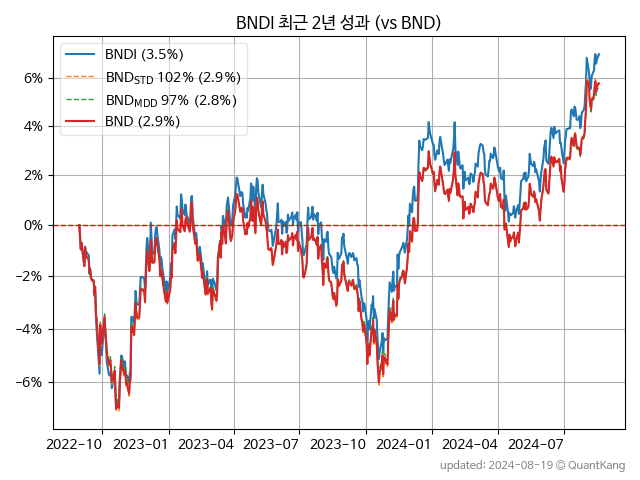 BNDI 최근 2년 성과 (vs BND)
BNDI (3.5%)
BNDSTD 102% (2.9%)
BNDMDD 97% (2.8%)
BND (2.9%)
6%
4%
2%
0%
−2%
−4%
−6%
2022-10 2023-01 2023-04 2023-07 2023-10 2024-01 2024-04 2024-07
updated: 2024-08-19 @ QuantKang